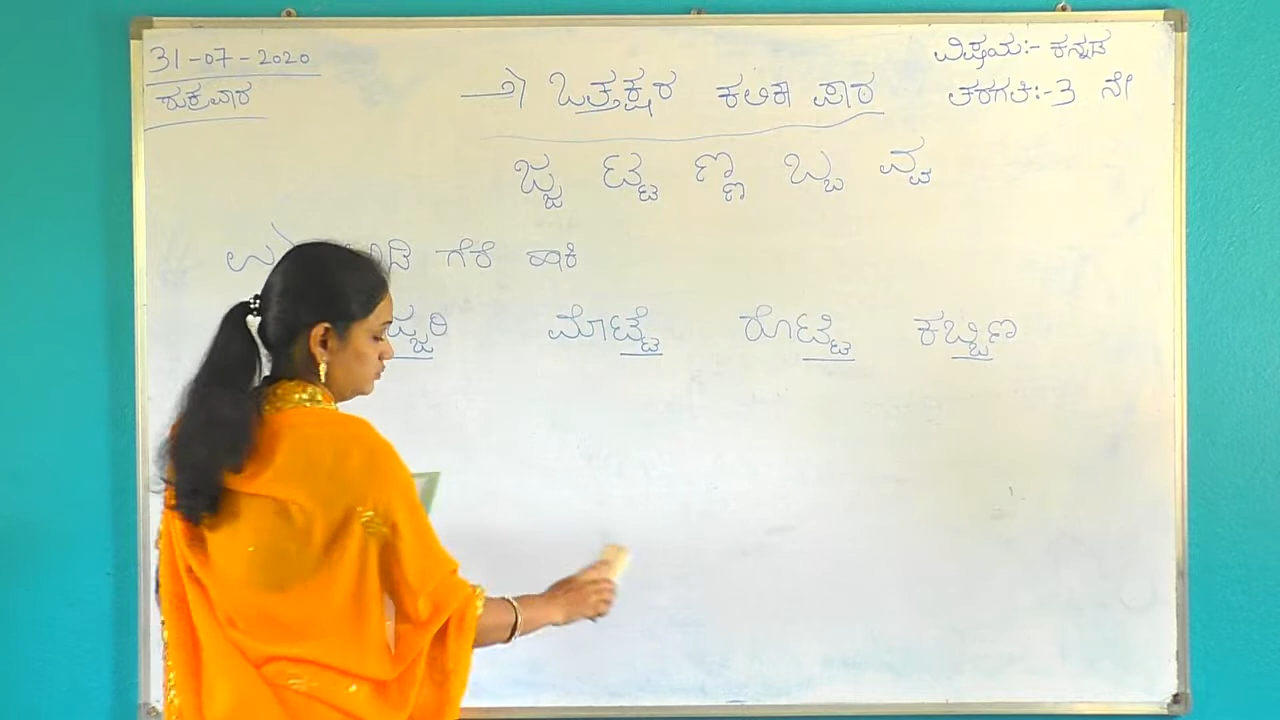 31-07-2020
ಶುಕ್ರವಾರ
ವಿಷಯ:- ಕನ್ನಡ
ತರಗತಿ:-3 ನೇ
ಒತ್ತಕ್ಷರ ಕಲಿಕಾ ಪಾಠ
ಜ್ಜ ಟ್ಟ ಣ್ಣ ಬ್ಬ ವ್ವ
ಗೆರೆ ಹಾಕಿ
ಮೊಟ್ಟೆ ರೊಟ್ಟಿ ಕಬ್ಬಿಣ